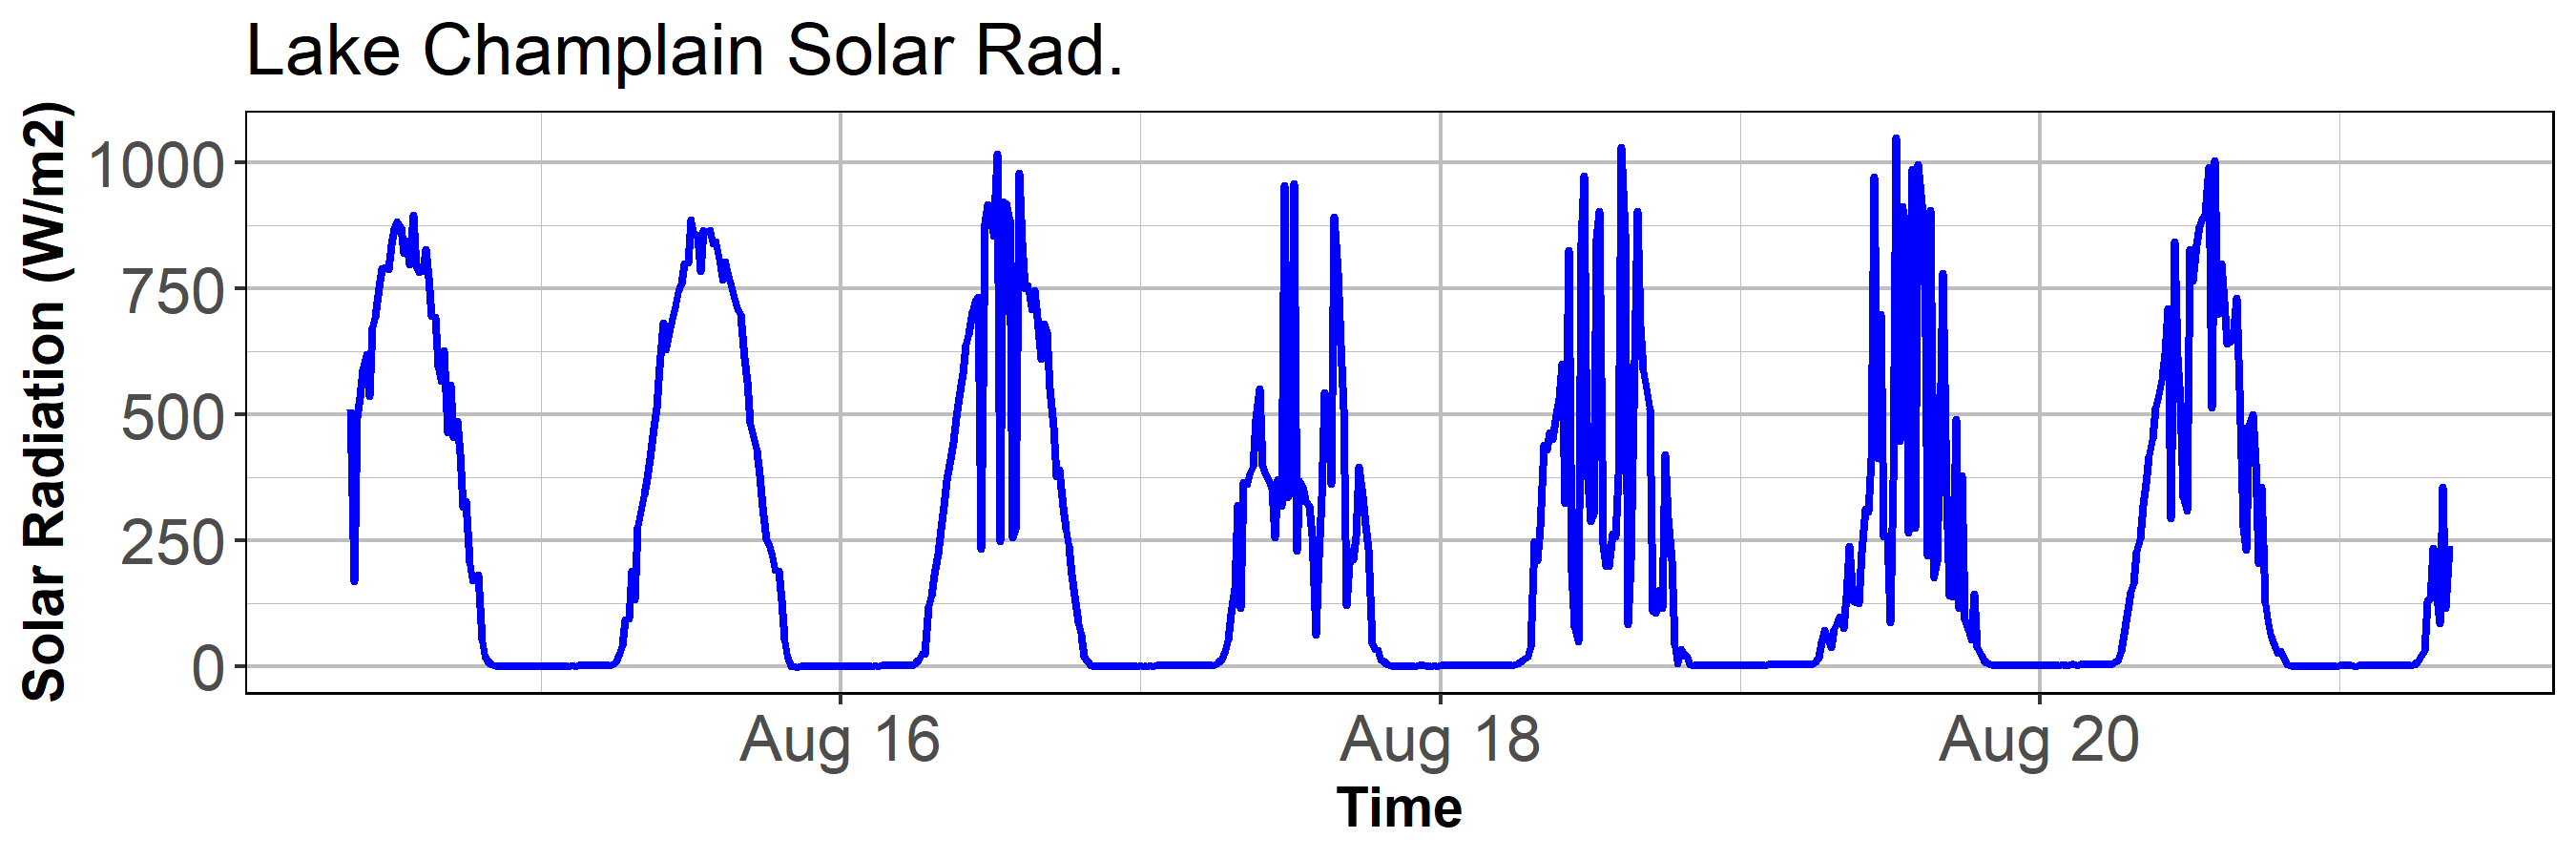 Lake Champlain Solar Rad.
Solar Radiation (W/m2)
1000
750
500
250
0
Aug 16 Aug 18 Aug 20
Time